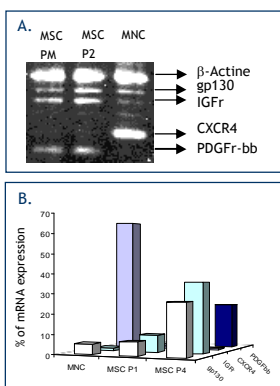 A.
MSC PM
MSC P2
MNC
β-Actine
gp130
IGFr
CXCR4
PDGFr-bb
B.
% of mRNA expression
70
60
50
40
30
20
10
0
MNC
MSC P1
MSC P4
gp130
IGR
CXCR4
PDGFbb